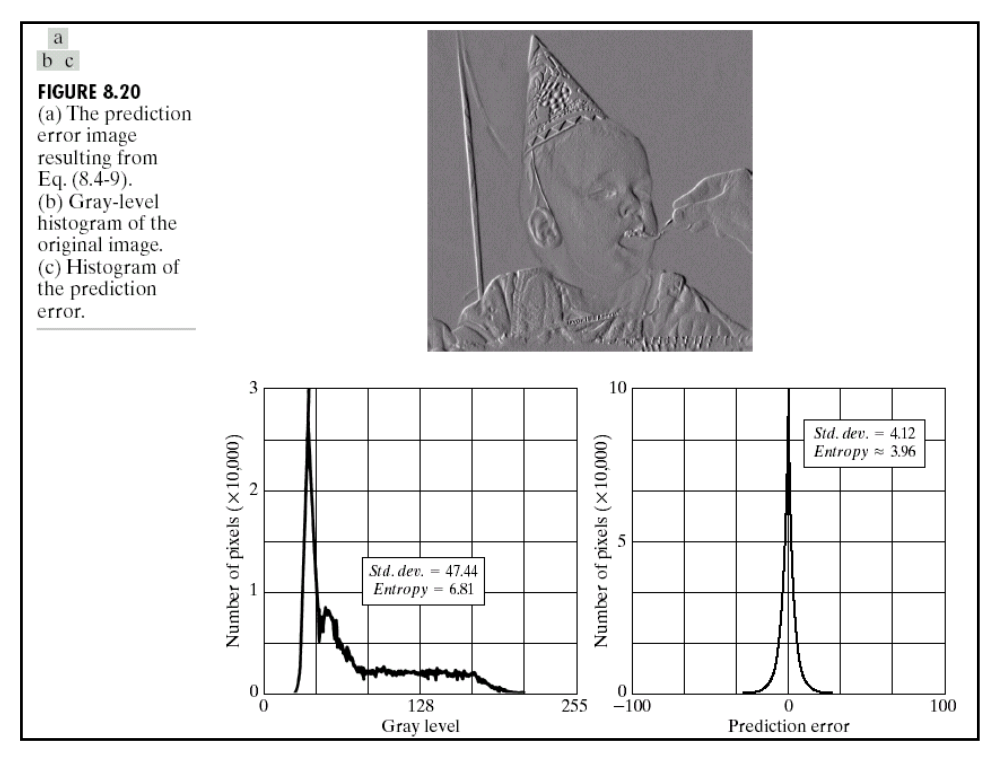 a
b c
FIGURE 8.20
(a) The prediction
error image
resulting from
Eq. (8.4-9).
(b) Gray-level
histogram of the
original image.
(c) Histogram of
the prediction
error.
3
2
1
0
Number of pixels (×10,000)
Std. dev. = 47.44
Entropy = 6.81
0 128 255
Gray level
10
5
0
Number of pixels (×10,000)
Std. dev. = 4.12
Entropy ≈ 3.96
−100 0 100
Prediction error